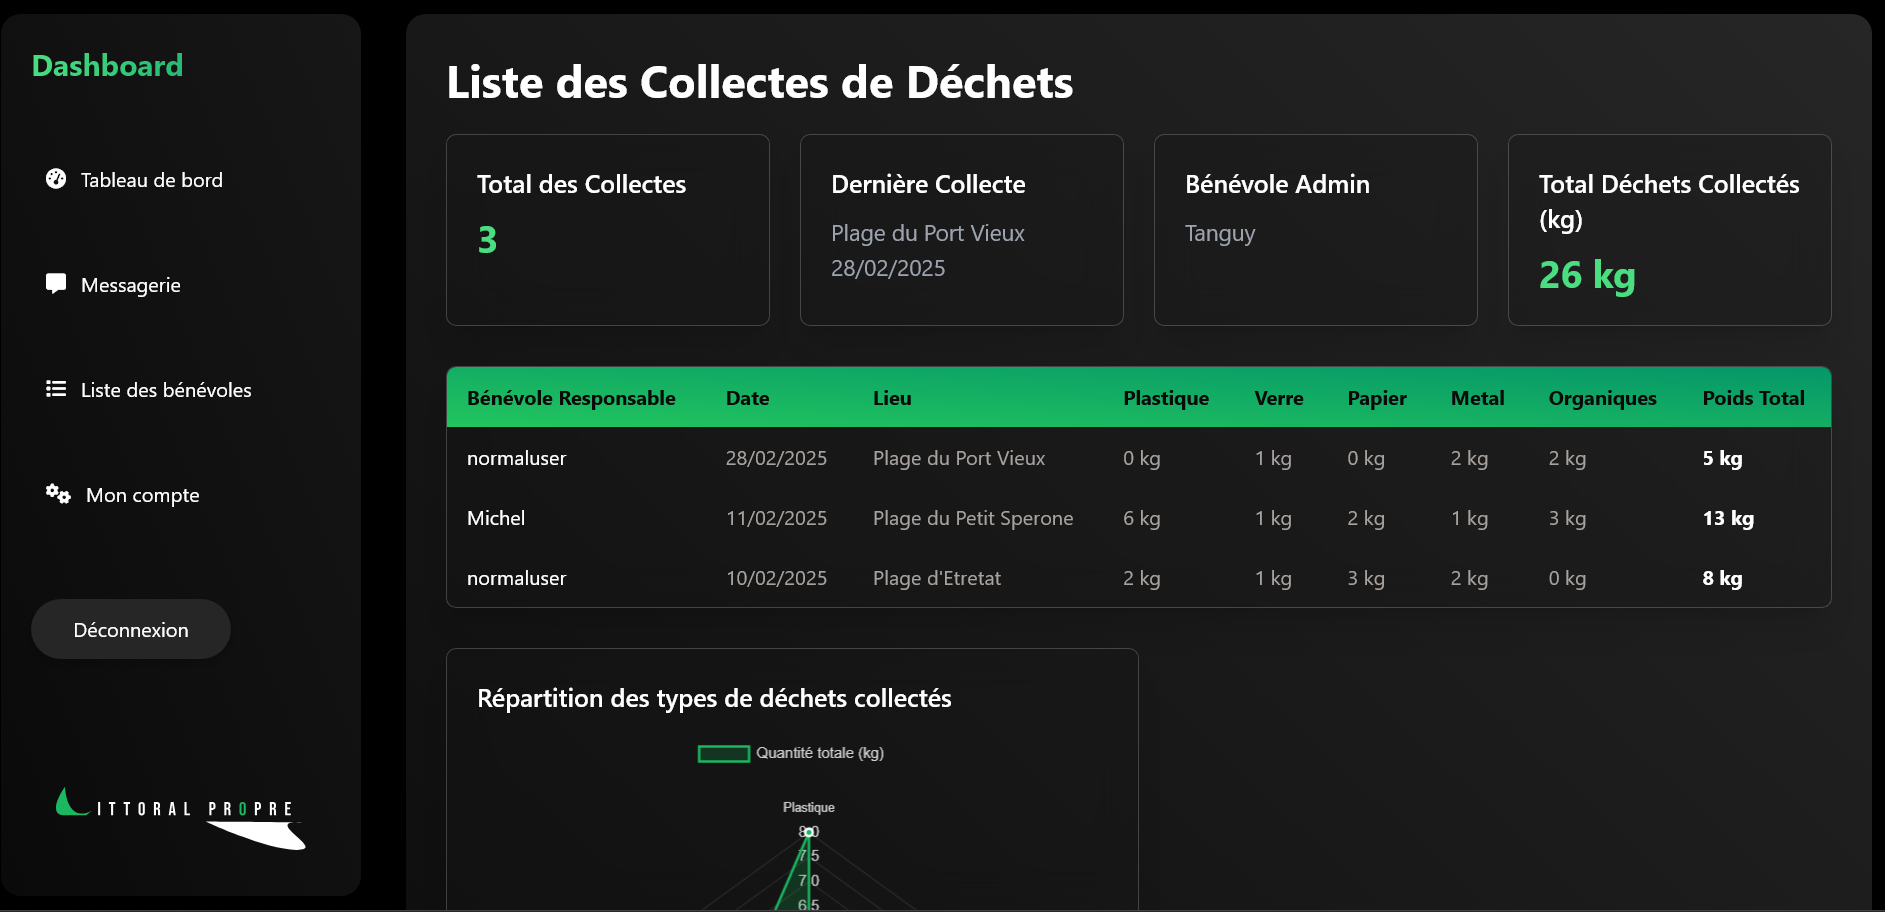 Dashboard
Tableau de bord
Messagerie
Liste des bénévoles
Mon compte
Déconnexion
ITTORAL PROPRE
Liste des Collectes de Déchets
Total des Collectes
3
Dernière Collecte
Plage du Port Vieux
28/02/2025
Bénévole Admin
Tanguy
Total Déchets Collectés
(kg)
26 kg
Bénévole Responsable Date Lieu Plastique Verre Papier Metal Organiques Poids Total
normaluser 28/02/2025 Plage du Port Vieux 0 kg 1 kg 0 kg 2 kg 2 kg 5 kg
Michel 11/02/2025 Plage du Petit Sperone 6 kg 1 kg 2 kg 1 kg 3 kg 13 kg
normaluser 10/02/2025 Plage d'Etretat 2 kg 1 kg 3 kg 2 kg 0 kg 8 kg
Répartition des types de déchets collectés
Quantité totale (kg)
Plastique
8.0
7.5
7.0
6.5